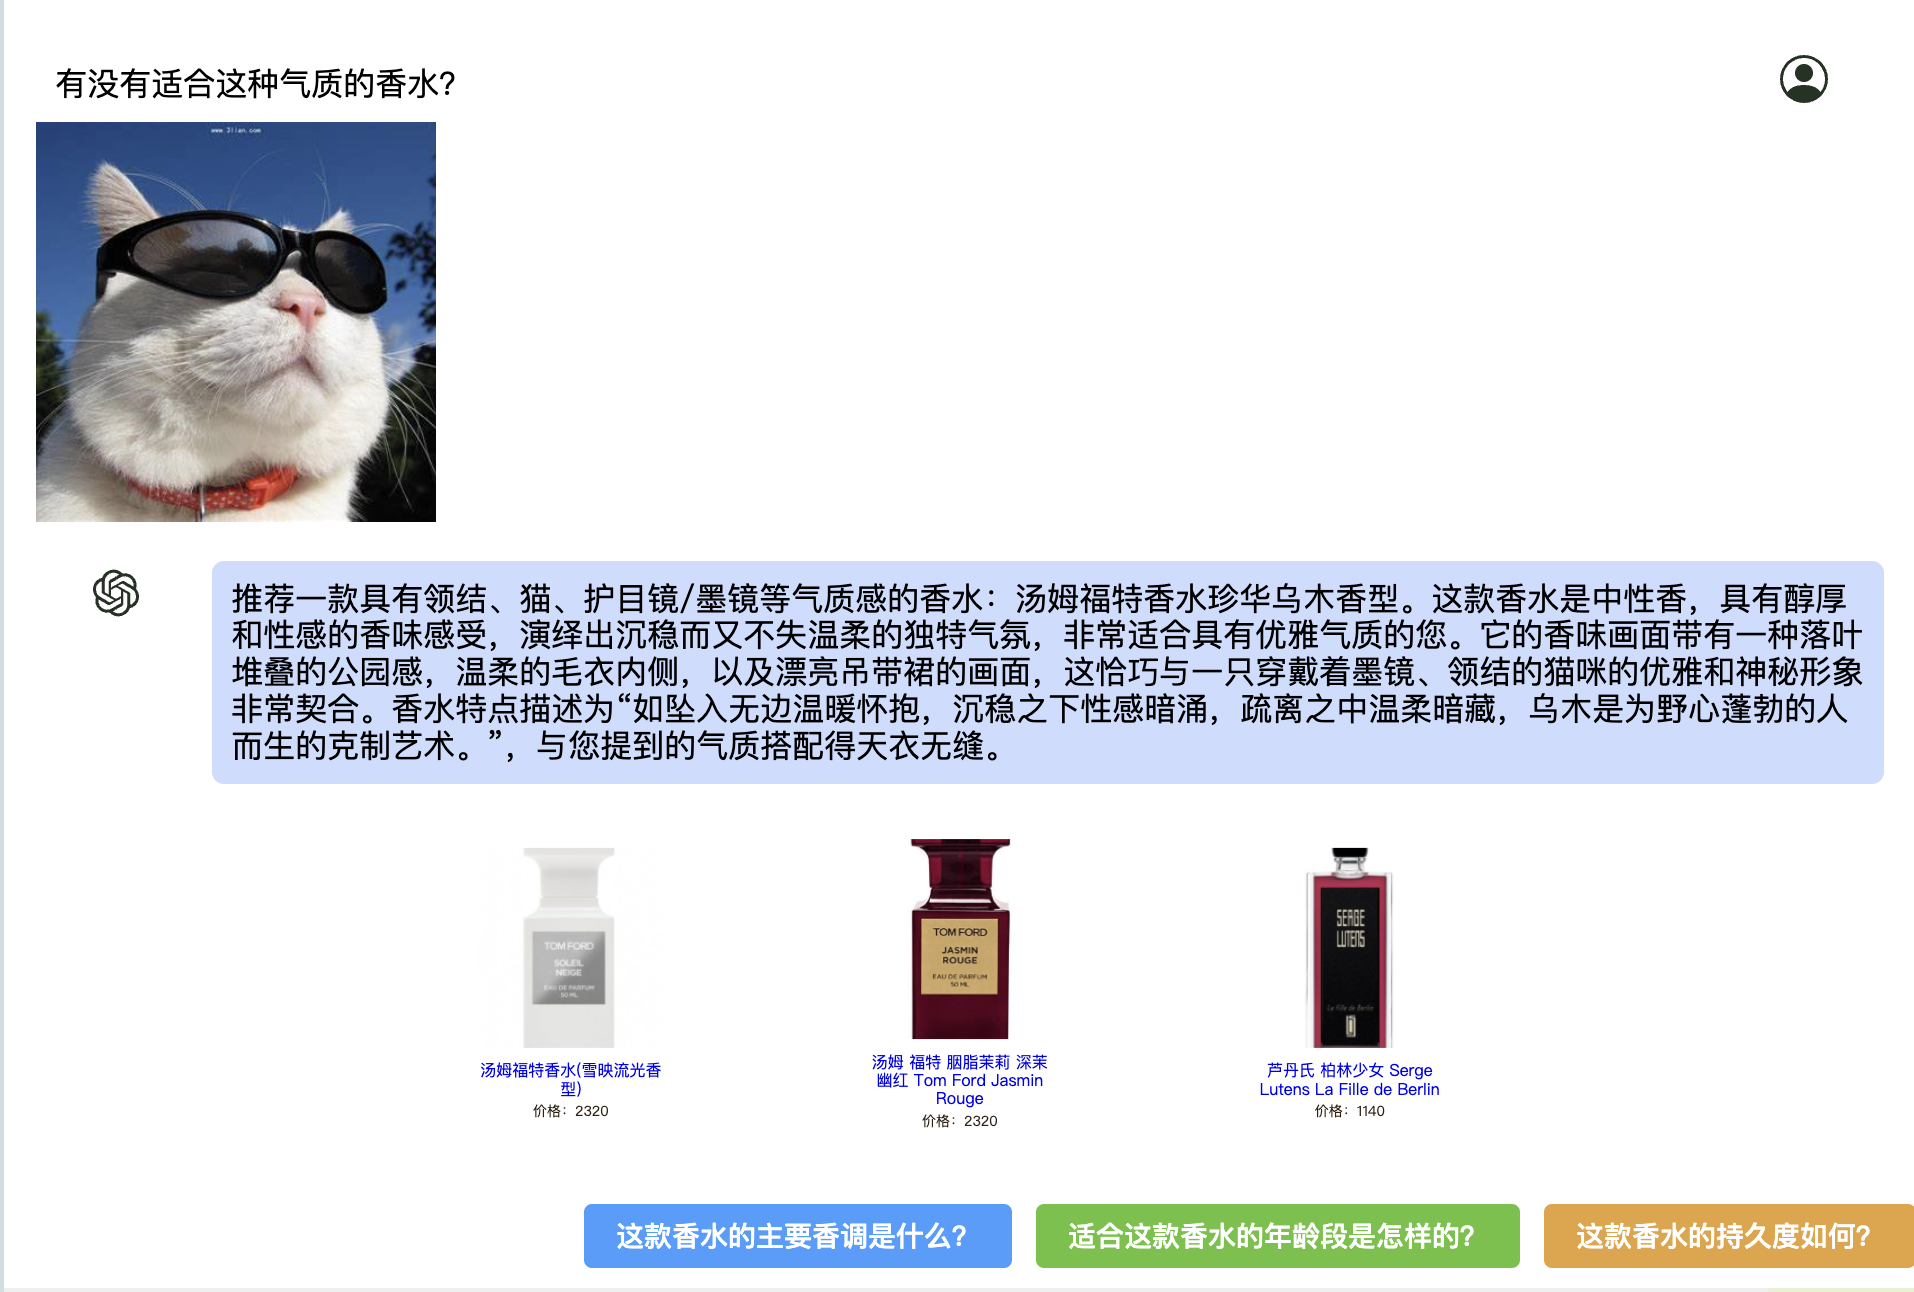 有没有适合这种气质的香水？
www.3lian.com
推荐一款具有领结、猫、护目镜/墨镜等气质感的香水：汤姆福特香水珍华乌木香型。这款香水是中性香，具有醇厚
和性感的香味感受，演绎出沉稳而又不失温柔的独特气氛，非常适合具有优雅气质的您。它的香味画面带有一种落叶
堆叠的公园感，温柔的毛衣内侧，以及漂亮吊带裙的画面，这恰巧与一只穿戴着墨镜、领结的猫咪的优雅和神秘形象
非常契合。香水特点描述为“如坠入无边温暖怀抱，沉稳之下性感暗涌，疏离之中温柔暗藏，乌木是为野心蓬勃的人
而生的克制艺术。”，与您提到的气质搭配得天衣无缝。
TOM FORD
SOLEIL
NEIGE
EAU DE PARFUM
50 ML
汤姆福特香水(雪映流光香
型)
价格：2320
TOM FORD
JASMIN
ROUGE
EAU DE PARFUM
50 ML
汤姆 福特 胭脂茉莉 深茉
幽红 Tom Ford Jasmin
Rouge
价格：2320
SERGE
LUTENS
La fille de Berlin
芦丹氏 柏林少女 Serge
Lutens La Fille de Berlin
价格：1140
这款香水的主要香调是什么？
适合这款香水的年龄段是怎样的？
这款香水的持久度如何？